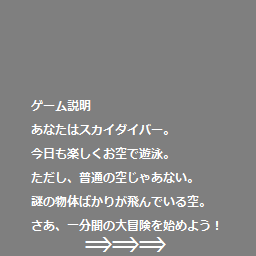 ゲーム説明
あなたはスカイダイバー。
今日も楽しくお空で遊泳。
ただし、普通の空じゃあない。
謎の物体ばかりが飛んでいる空。
さあ、一分間の大冒険を始めよう！
⇒⇒⇒